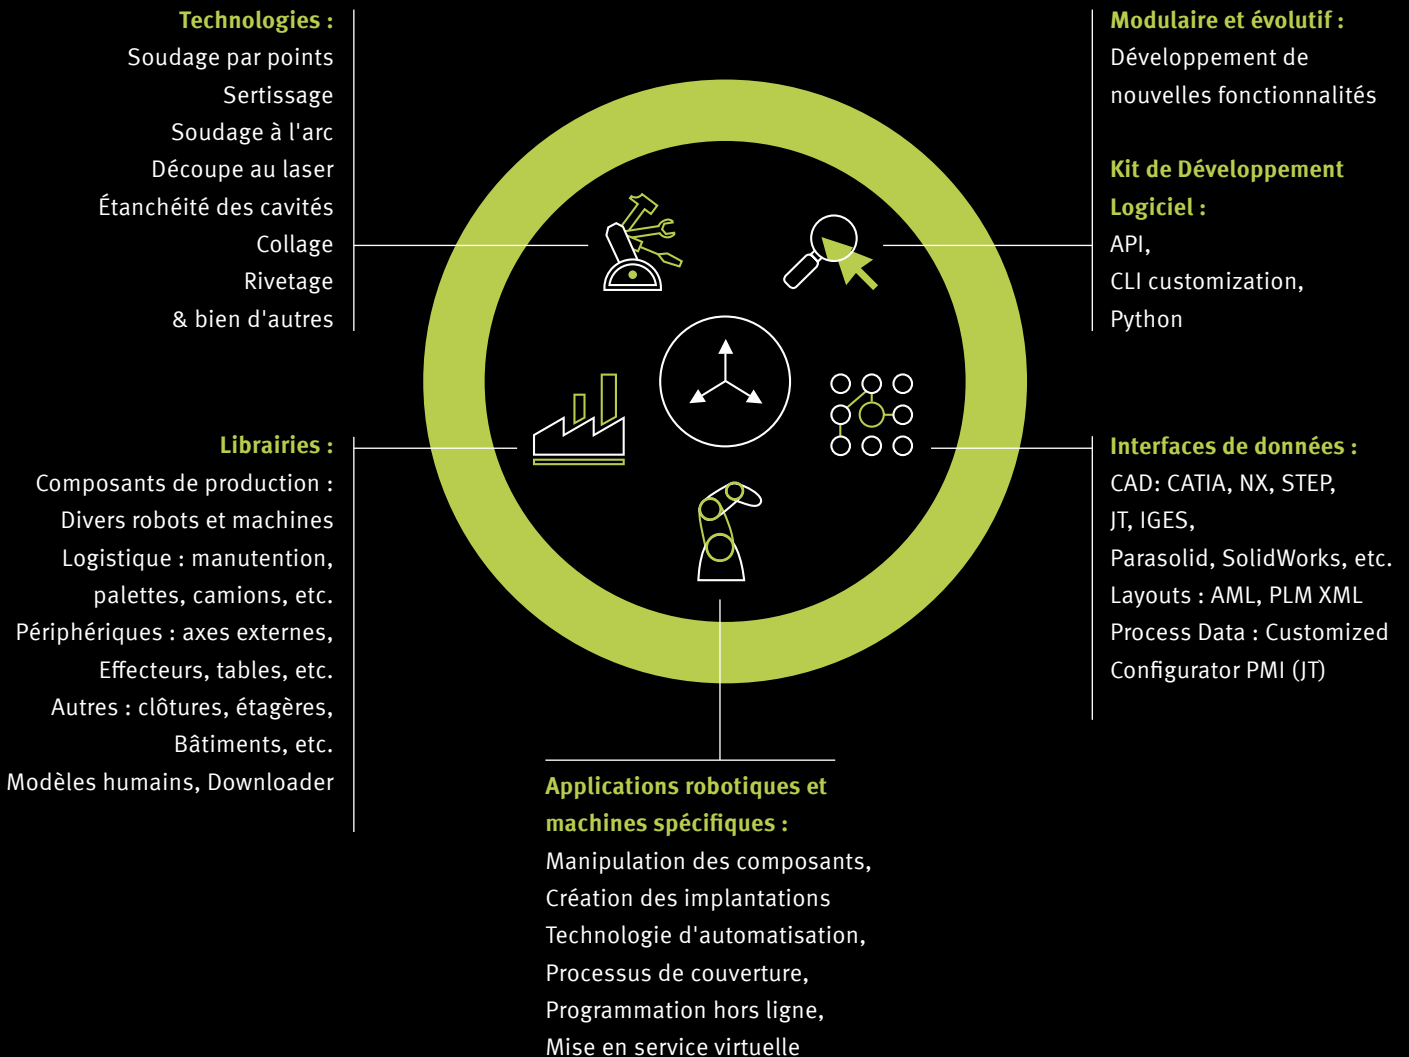 Technologies :
Soudage par points
Sertissage
Soudage à l'arc
Découpe au laser
Étanchéité des cavités
Collage
Rivetage
& bien d'autres
Modulaire et évolutif :
Développement de
nouvelles fonctionnalités
Kit de Développement
Logiciel :
API,
CLI customization,
Python
Librairies :
Composants de production :
Divers robots et machines
Logistique : manutention,
palettes, camions, etc.
Périphériques : axes externes,
Effecteurs, tables, etc.
Autres : clôtures, étagères,
Bâtiments, etc.
Modèles humains, Downloader
Interfaces de données :
CAD: CATIA, NX, STEP,
JT, IGES,
Parasolid, SolidWorks, etc.
Layouts : AML, PLM XML
Process Data : Customized
Configurator PMI (JT)
Applications robotiques et
machines spécifiques :
Manipulation des composants,
Création des implantations
Technologie d'automatisation,
Processus de couverture,
Programmation hors ligne,
Mise en service virtuelle